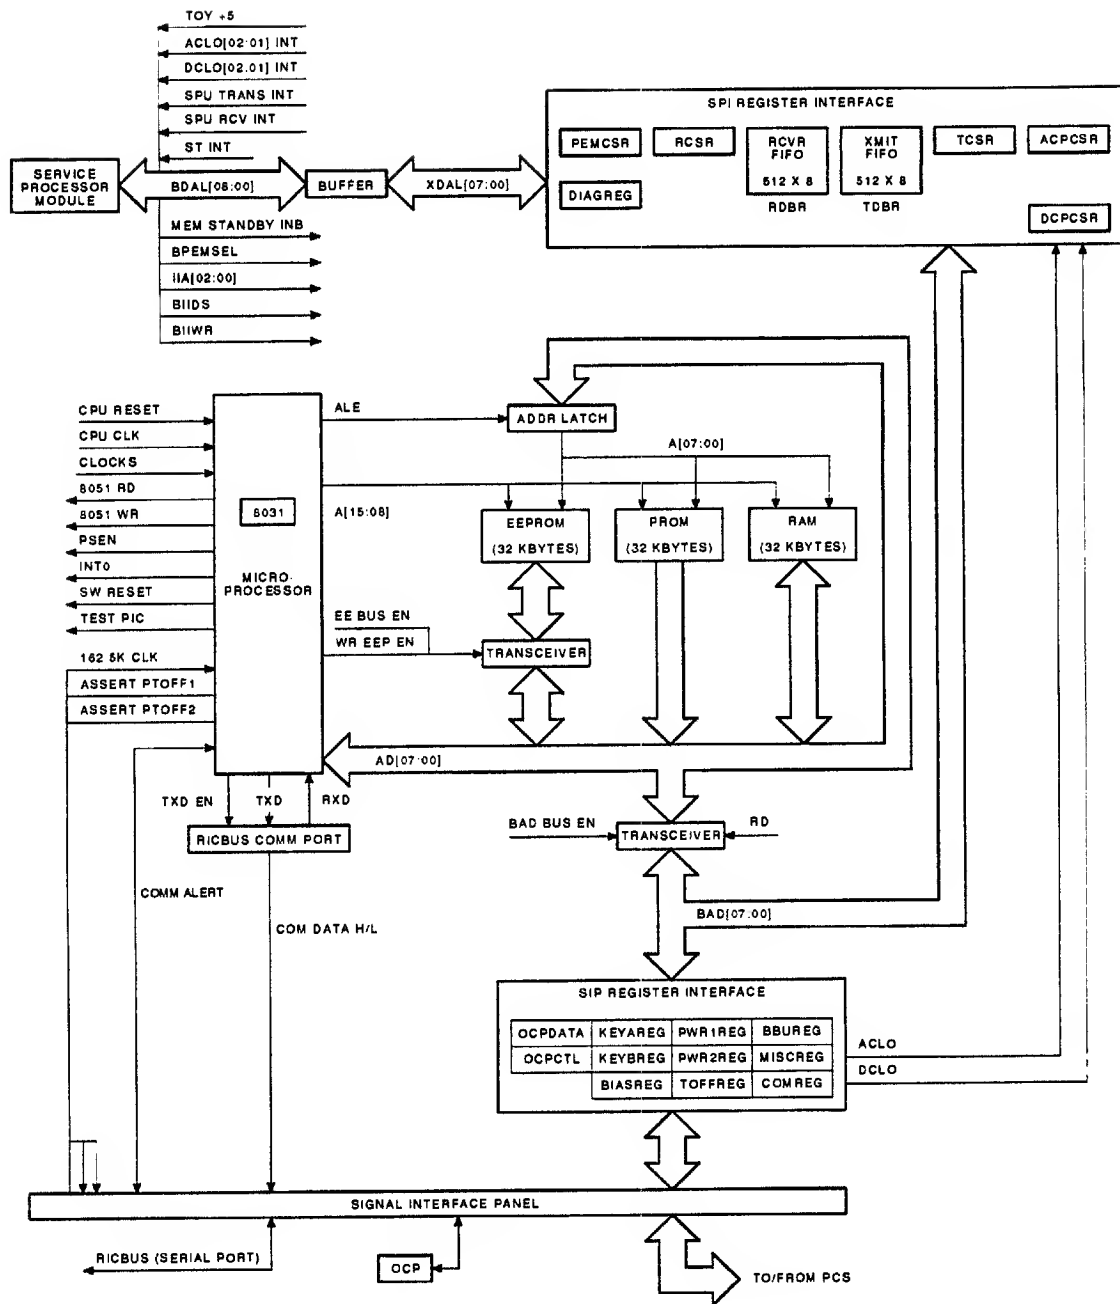 TOY +5
ACLO[02:01] INT
DCLO[02.01] INT
SPU TRANS INT
SPU RCV INT
ST INT
SERVICE
PROCESSOR
MODULE
BDAL[08:00]
BUFFER
XDAL[07:00]
MEM STANDBY INB
BPEMSEL
IIA[02:00]
BIIDS
BIIWR
SPI REGISTER INTERFACE
PEMCSR
RCSR
RCVR
FIFO
512 X 8
RDBR
XMIT
FIFO
512 X 8
TDBR
TCSR
ACPCSR
DIAGREG
DCPCSR
CPU RESET
CPU CLK
CLOCKS
8051 RD
8051 WR
PSEN
INT0
SW RESET
TEST PIC
162 5K CLK
ASSERT PTOFF1
ASSERT PTOFF2
8031
MICRO-
PROCESSOR
ALE
ADDR LATCH
A[07:00]
A[15:08]
EEPROM
(32 KBYTES)
PROM
(32 KBYTES)
RAM
(32 KBYTES)
EE BUS EN
WR EEP EN
TRANSCEIVER
AD[07:00]
TXD EN
TXD
RXD
RICBUS COMM PORT
BAD BUS EN
TRANSCEIVER
RD
COMM ALERT
COM DATA H/L
BAD[07:00]
SIP REGISTER INTERFACE
OCPDATA KEYAREG PWR1REG BBUREG
OCPCTL KEYBREG PWR2REG MISCREG
BIASREG TOFFREG COMREG
ACLO
DCLO
SIGNAL INTERFACE PANEL
RICBUS (SERIAL PORT)
OCP
TO/FROM PCS